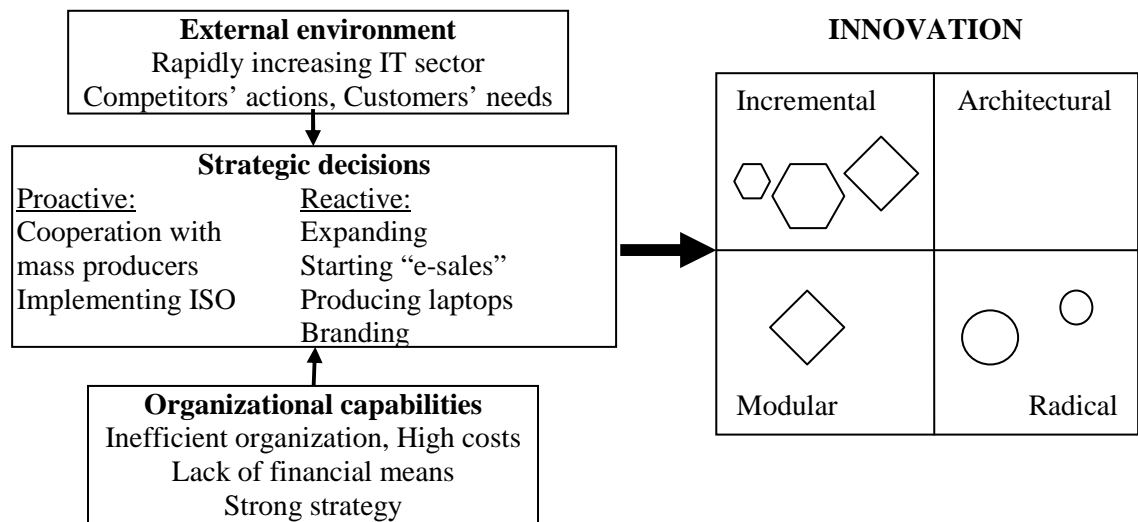 External environment
Rapidly increasing IT sector
Competitors’ actions, Customers’ needs
Strategic decisions
Proactive:
Cooperation with
mass producers
Implementing ISO
Reactive:
Expanding
Starting “e-sales”
Producing laptops
Branding
Organizational capabilities
Inefficient organization, High costs
Lack of financial means
Strong strategy
INNOVATION
Incremental
Architectural
Modular
Radical